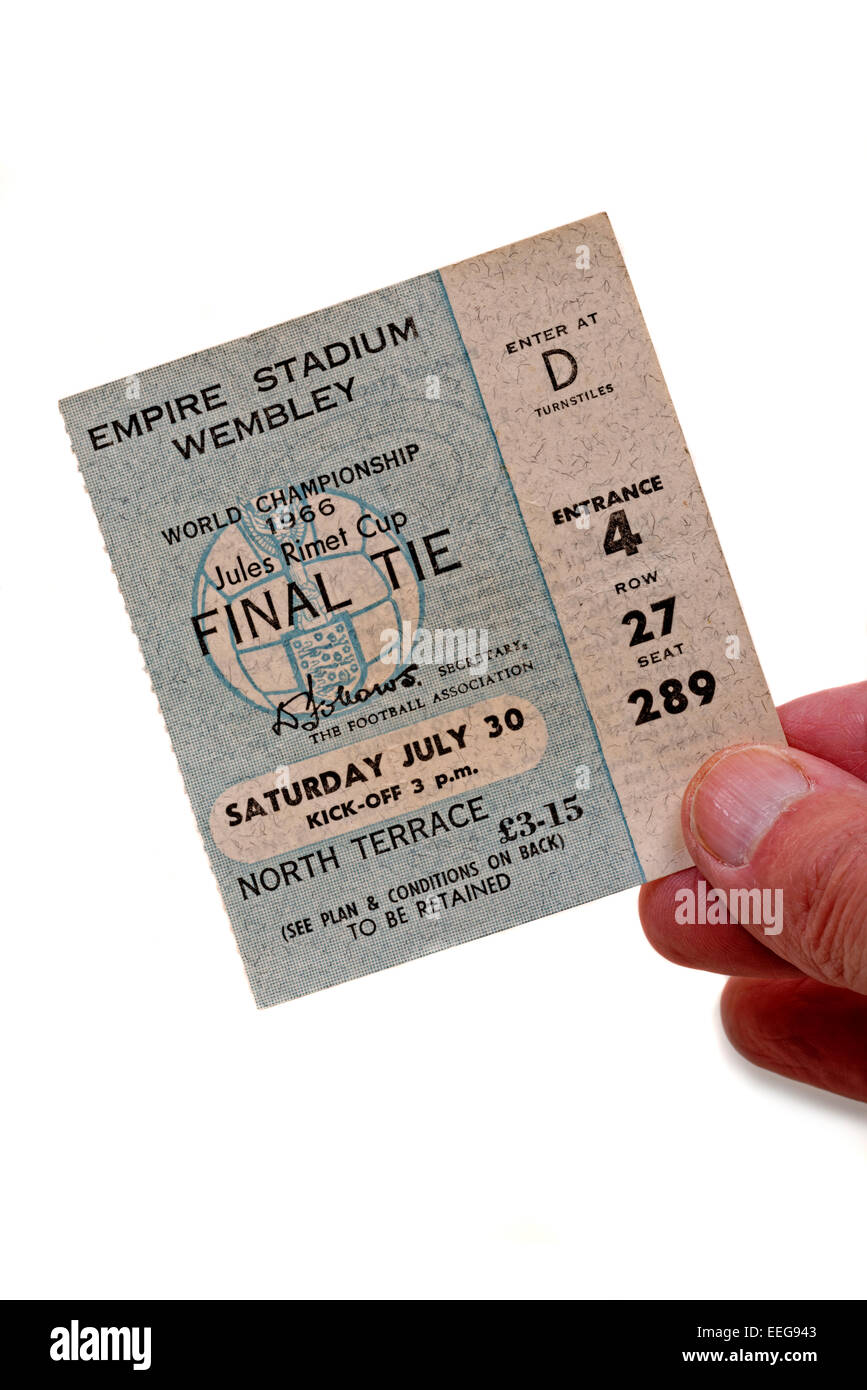 EMPIRE STADIUM
WEMBLEY
WORLD CHAMPIONSHIP
1966
Jules Rimet Cup
FINAL TIE
D Follows.
SECRETARY.
THE FOOTBALL ASSOCIATION
SATURDAY JULY 30
KICK-OFF 3 p.m.
NORTH TERRACE £3-15
(SEE PLAN & CONDITIONS ON BACK)
TO BE RETAINED
ENTER AT
D
TURNSTILES
ENTRANCE
4
ROW
27
SEAT
289
a
a
alamy
alamy
a
a
alamy
Image ID: EEG943
www.alamy.com